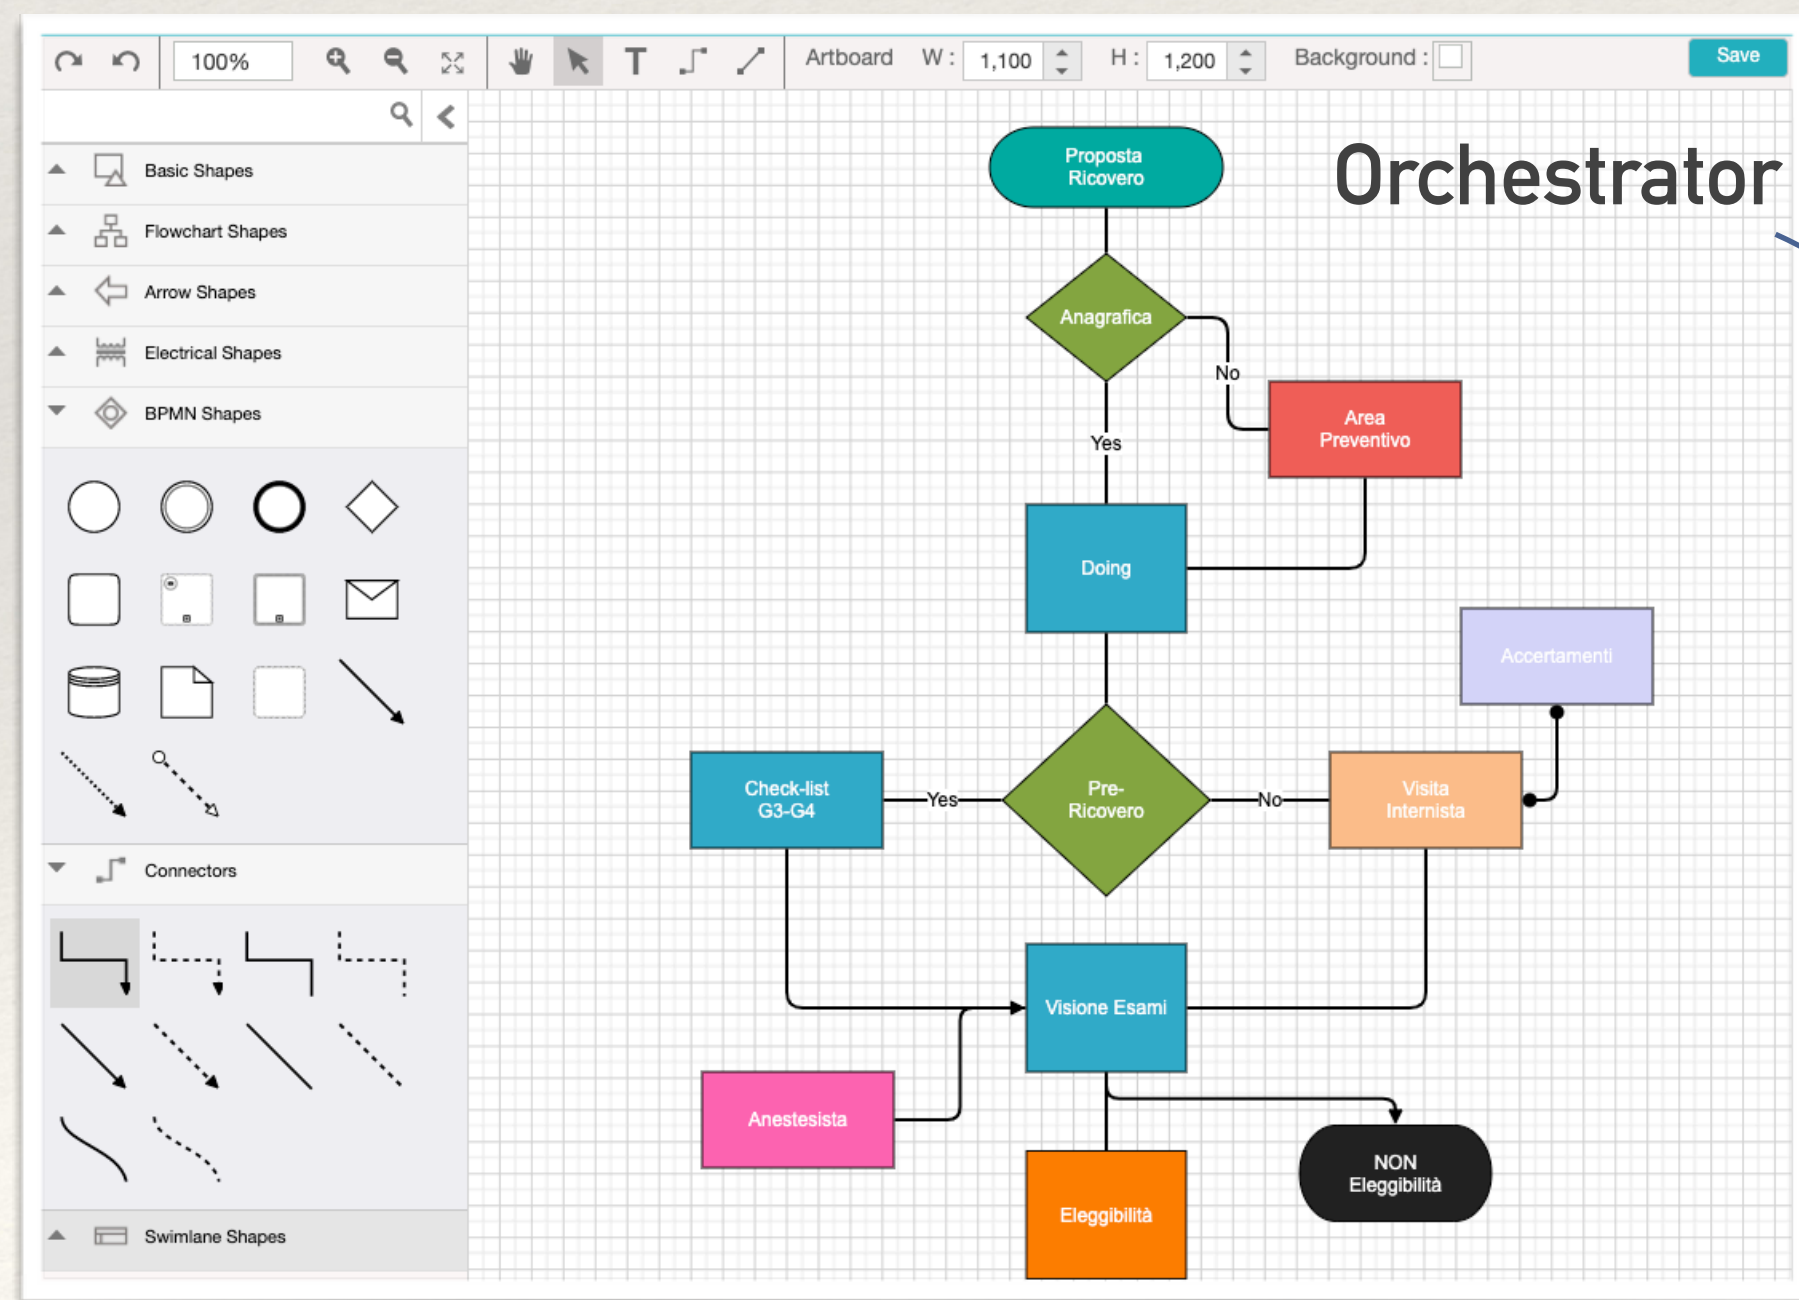 100%
Artboard W : 1,100 H : 1,200 Background :
Save
Basic Shapes
Flowchart Shapes
Arrow Shapes
Electrical Shapes
BPMN Shapes
Connectors
Swimlane Shapes
Orchestrator
Proposta
Ricovero
Anagrafica
No
Yes
Area
Preventivo
Doing
Accertamenti
Check-list
G3-G4
Yes
Pre-
Ricovero
No
Visita
Internista
Visione Esami
Anestesista
NON
Eleggibilità
Eleggibilità